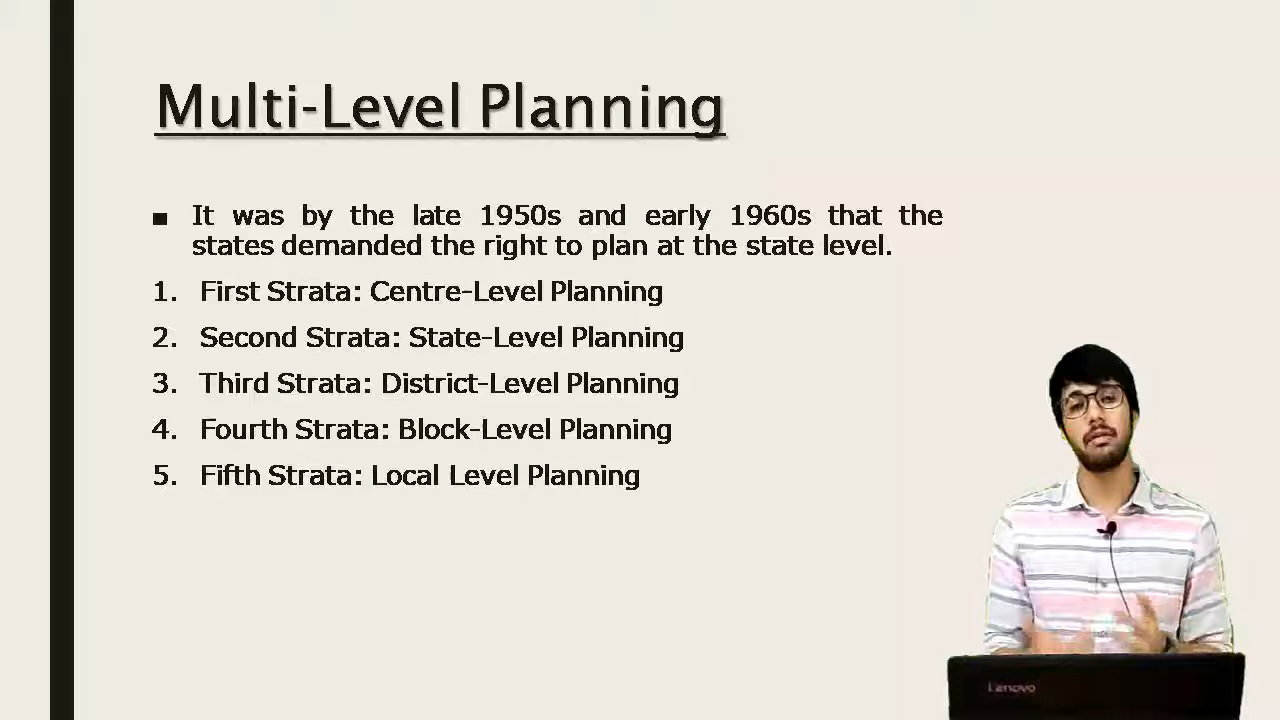 Multi-Level Planning
■ It was by the late 1950s and early 1960s that the
states demanded the right to plan at the state level.
1. First Strata: Centre-Level Planning
2. Second Strata: State-Level Planning
3. Third Strata: District-Level Planning
4. Fourth Strata: Block-Level Planning
5. Fifth Strata: Local Level Planning
Lenovo